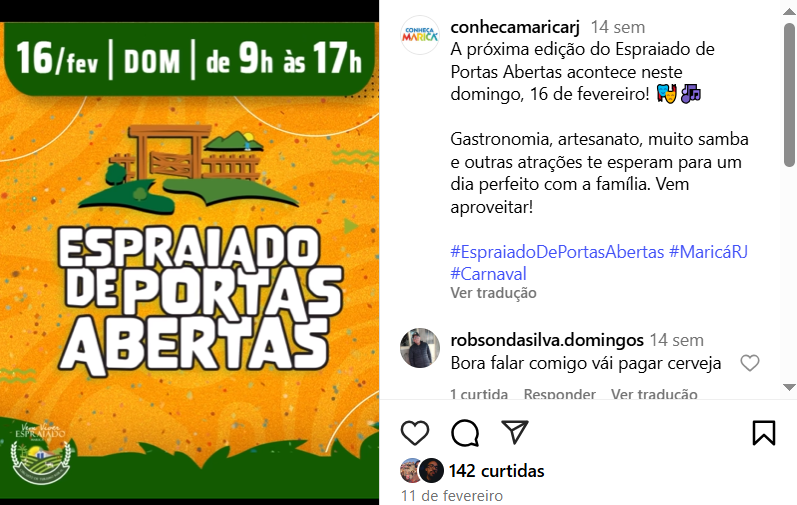 16/fev | DOM | de 9h às 17h
ESPRAIADO
DE PORTAS
ABERTAS
Vem Viver
ESPRAIADO
CONHEÇA
MARICÁ
conhecamaricarj 14 sem
A próxima edição do Espraiado de
Portas Abertas acontece neste
domingo, 16 de fevereiro! 🎭🎶
Gastronomia, artesanato, muito samba
e outras atrações te esperam para um
dia perfeito com a família. Vem
aproveitar!
#EspraiadoDePortasAbertas #MaricáRJ
#Carnaval
Ver tradução
robsondasilva.domingos 14 sem
Bora falar comigo vái pagar cerveja
1 curtida Responder Ver tradução
142 curtidas
11 de fevereiro